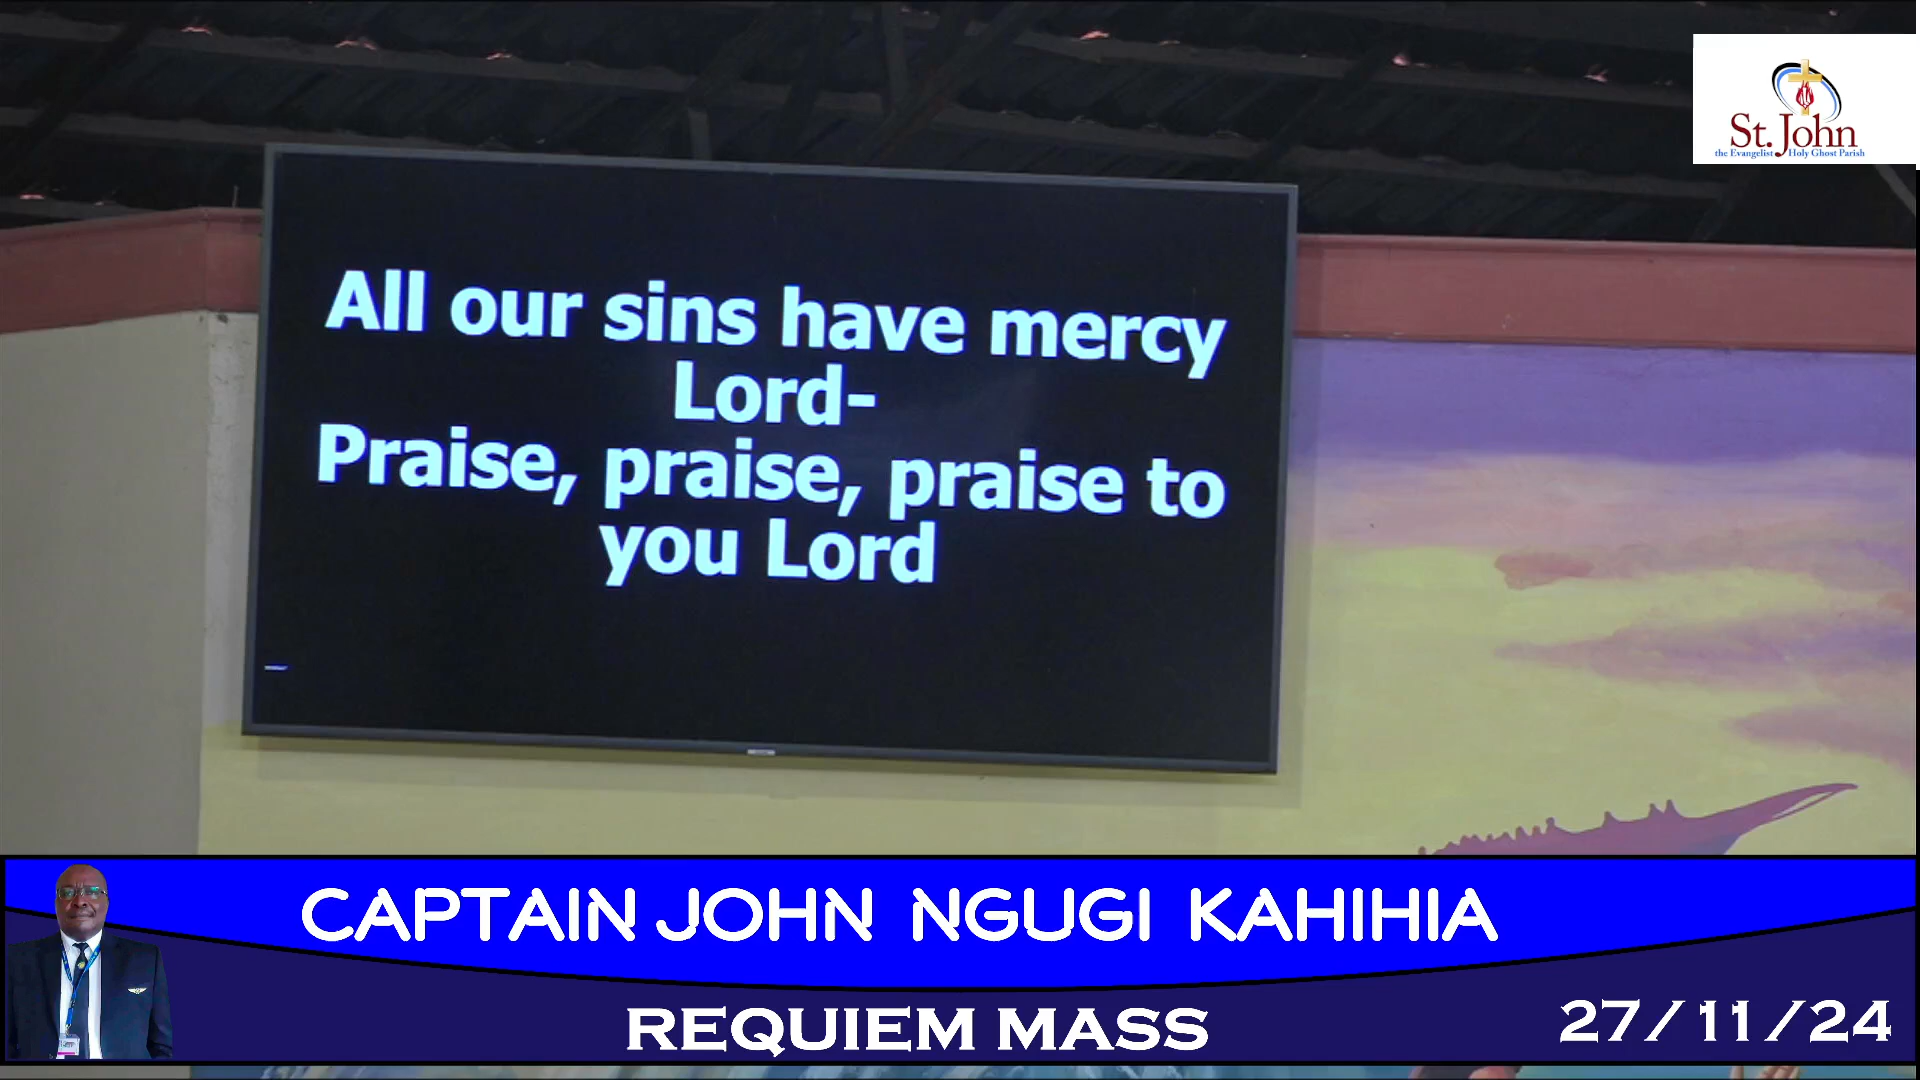 St. John
the Evangelist Holy Ghost Parish
All our sins have mercy
Lord-
Praise, praise, praise to
you Lord
CAPTAIN JOHN NGUGI KAHIHIA
REQUIEM MASS
27/11/24